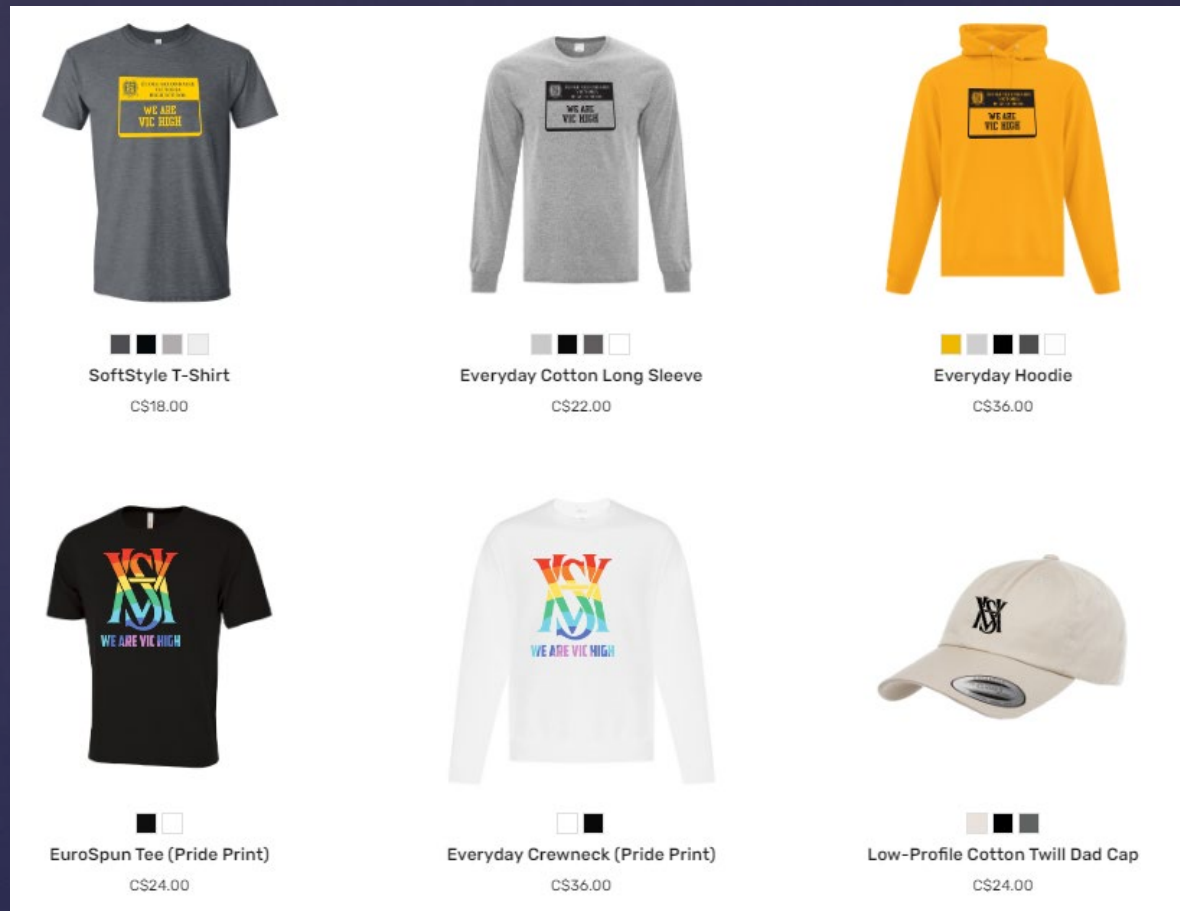 WE ARE
VIC HIGH
WE ARE
VIC HIGH
WE ARE
VIC HIGH
SoftStyle T-Shirt
C$18.00
Everyday Cotton Long Sleeve
C$22.00
Everyday Hoodie
C$36.00
WE ARE VIC HIGH
WE ARE VIC HIGH
EuroSpun Tee (Pride Print)
C$24.00
Everyday Crewneck (Pride Print)
C$36.00
Low-Profile Cotton Twill Dad Cap
C$24.00